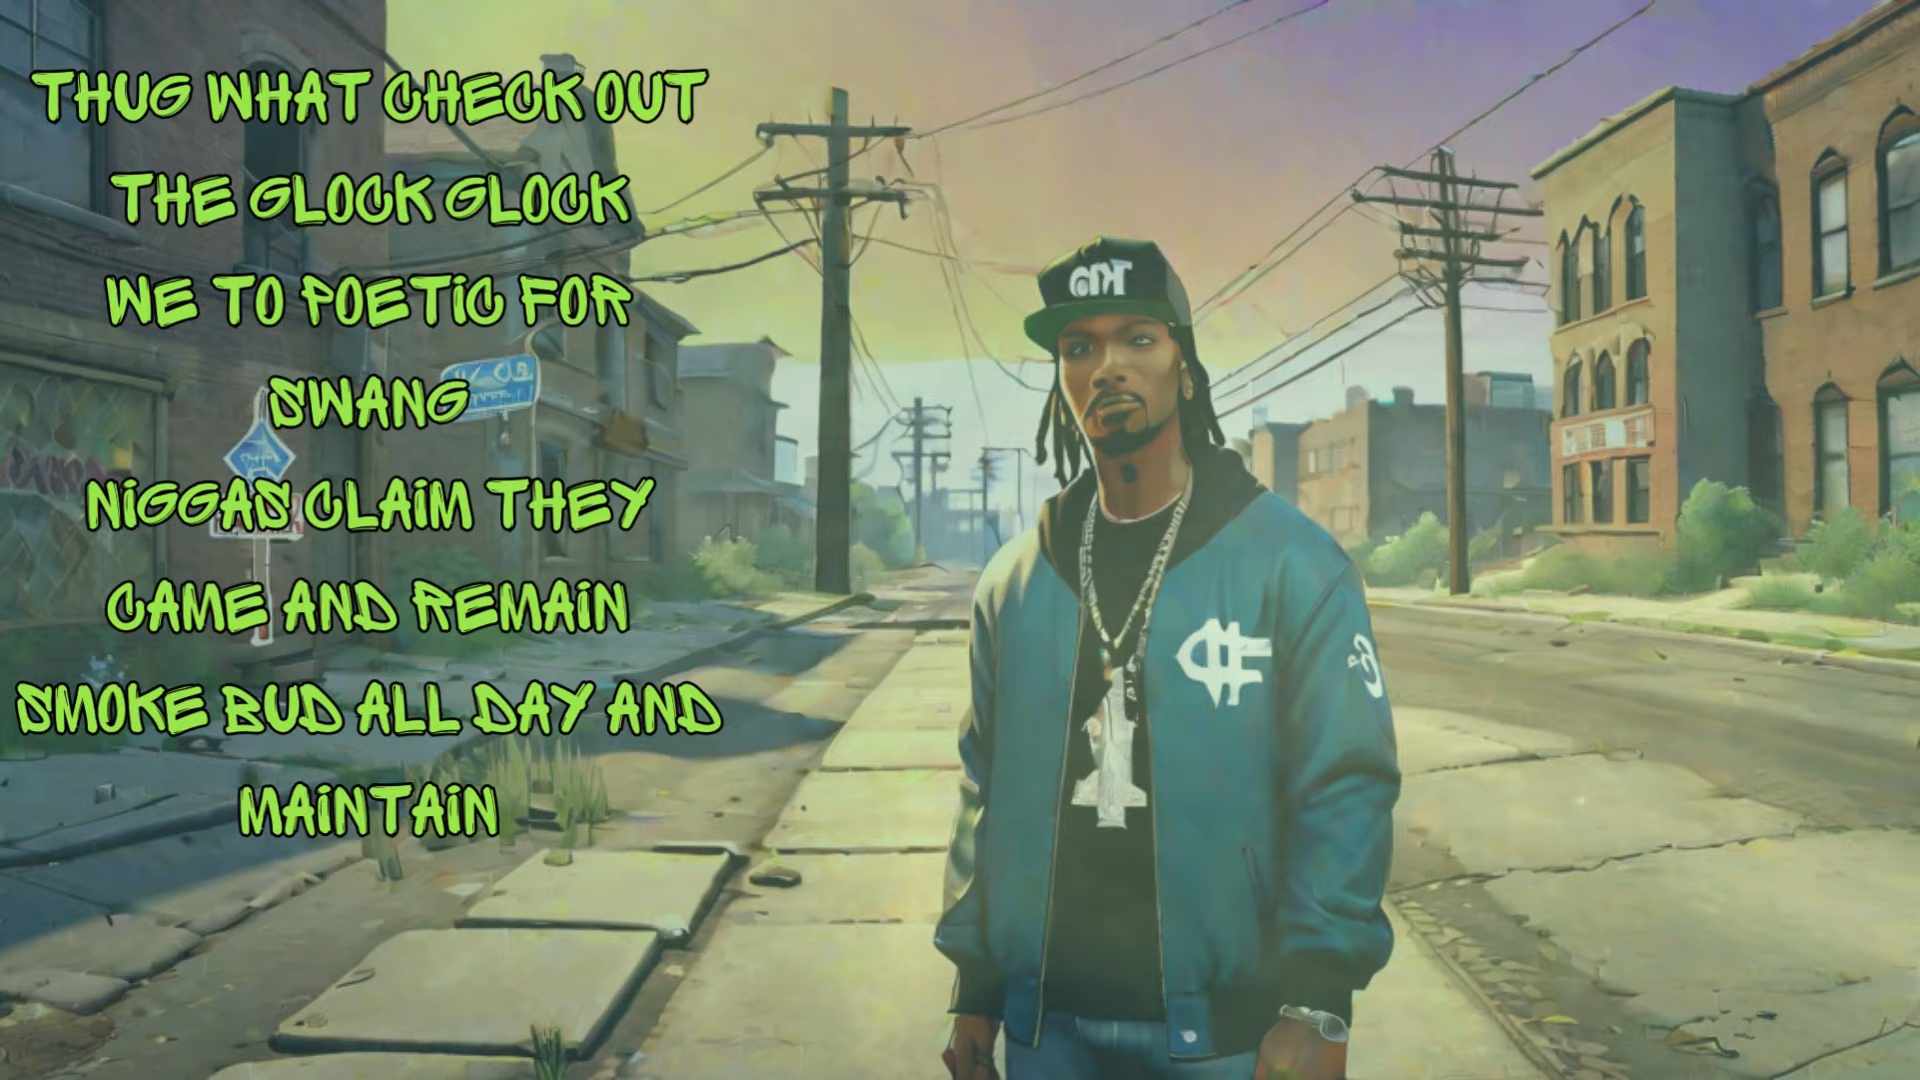 THUG WHAT CHECK OUT
THE GLOCK GLOCK
WE TO POETIC FOR
SWANG
NIGGAS CLAIM THEY
CAME AND REMAIN
SMOKE BUD ALL DAY AND
MAINTAIN